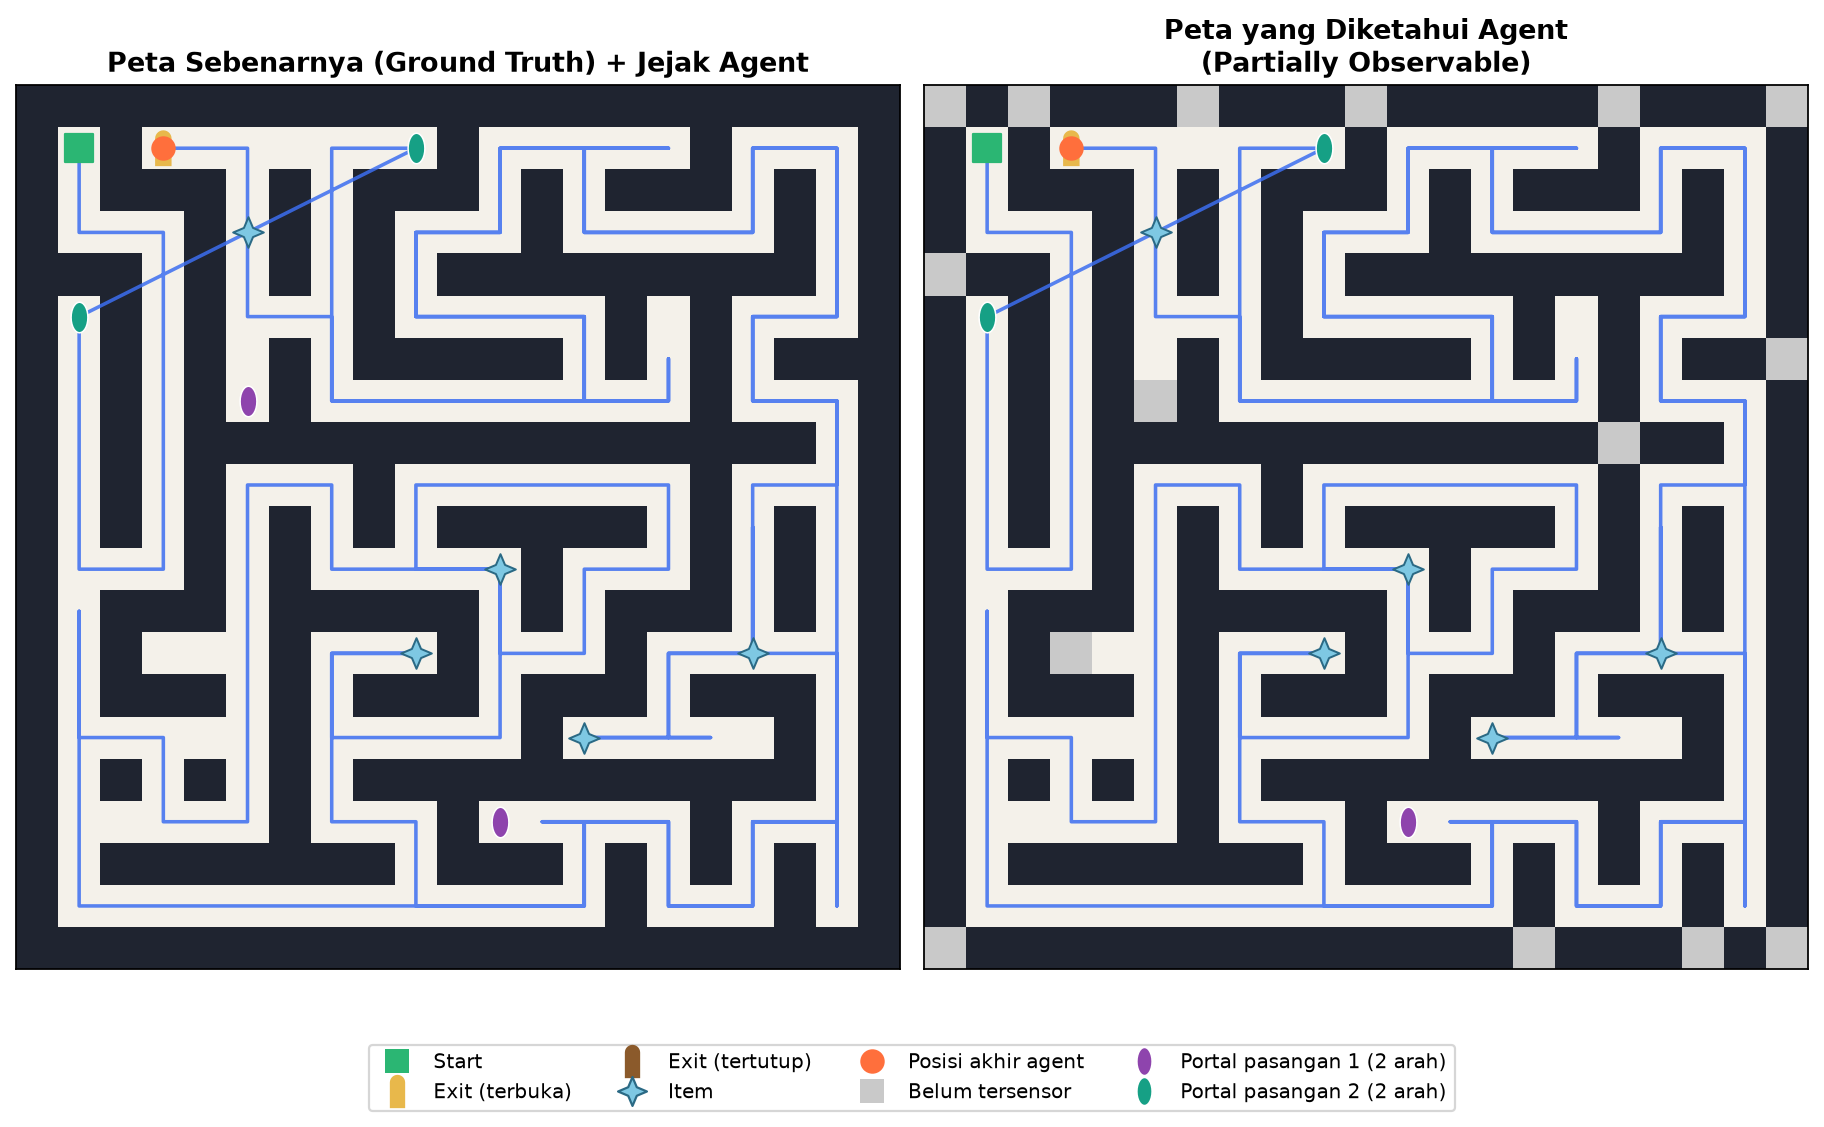 Peta Sebenarnya (Ground Truth) + Jejak Agent
Peta yang Diketahui Agent
(Partially Observable)
Start
Exit (terbuka)
Exit (tertutup)
Item
Posisi akhir agent
Belum tersensor
Portal pasangan 1 (2 arah)
Portal pasangan 2 (2 arah)